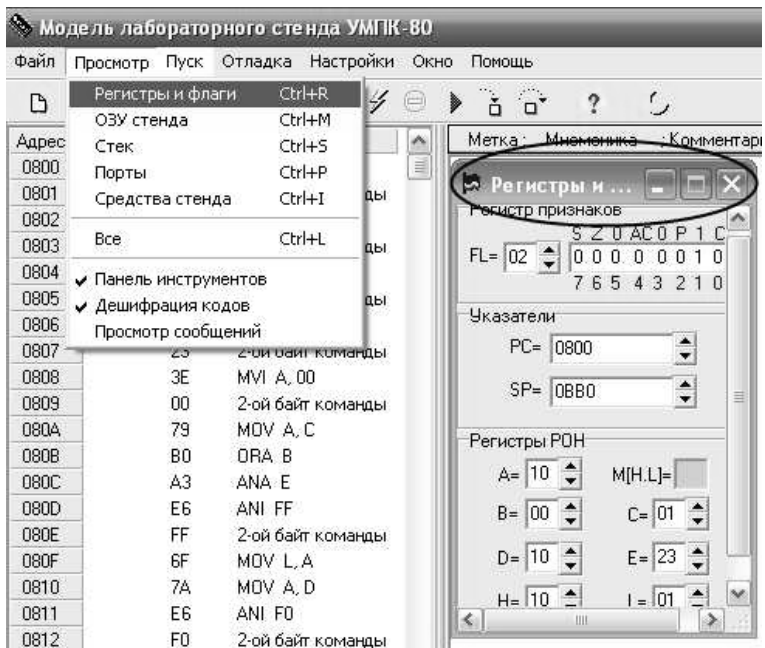 Модель лабораторного стенда УМПК-80
Файл Просмотр Пуск Отладка Настройки Окно Помощь
Регистры и флаги Ctrl+R
ОЗУ стенда Ctrl+M
Стек Ctrl+S
Порты Ctrl+P
Средства стенда Ctrl+I
Все Ctrl+L
Панель инструментов
Дешифрация кодов
Просмотр сообщений
Адрес
0800
0801 ды
0802
0803 ды
0804
0805 ды
0806
0807 23 2-ой байт команды
0808 3E MVI A, 00
0809 00 2-ой байт команды
080A 79 MOV A, C
080B B0 ORA B
080C A3 ANA E
080D E6 ANI FF
080E FF 2-ой байт команды
080F 6F MOV L, A
0810 7A MOV A, D
0811 E6 ANI F0
0812 F0 2-ой байт команды
Метка ; Мнемоника ; Комментар
Регистры и ...
Регистр признаков
S Z 0 AC 0 P 1 C
FL= 02 0 0 0 0 0 0 1 0
7 6 5 4 3 2 1 0
Указатели
PC= 0800
SP= 0BB0
Регистры РОН
A= 10 M[H.L]=
B= 00 C= 01
D= 10 E= 23
H= 10 L= 01